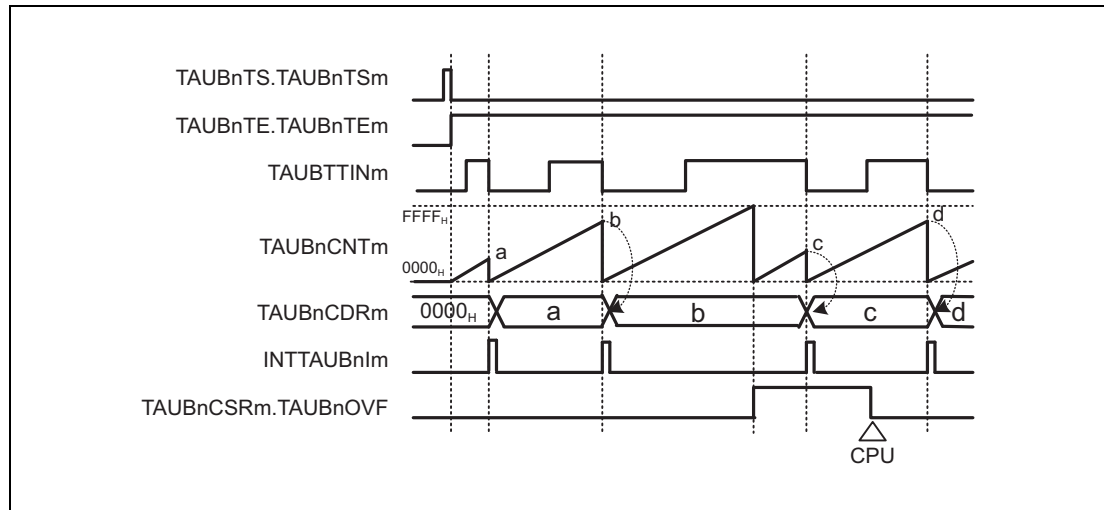 TAUBnTS.TAUBnTSm
TAUBnTE.TAUBnTEm
TAUBTTINm
FFFFH
b
d
TAUBnCNTm
a
c
0000H
TAUBnCDRm
0000H
a
b
c
d
INTTAUBnIm
TAUBnCSRm.TAUBnOVF
CPU